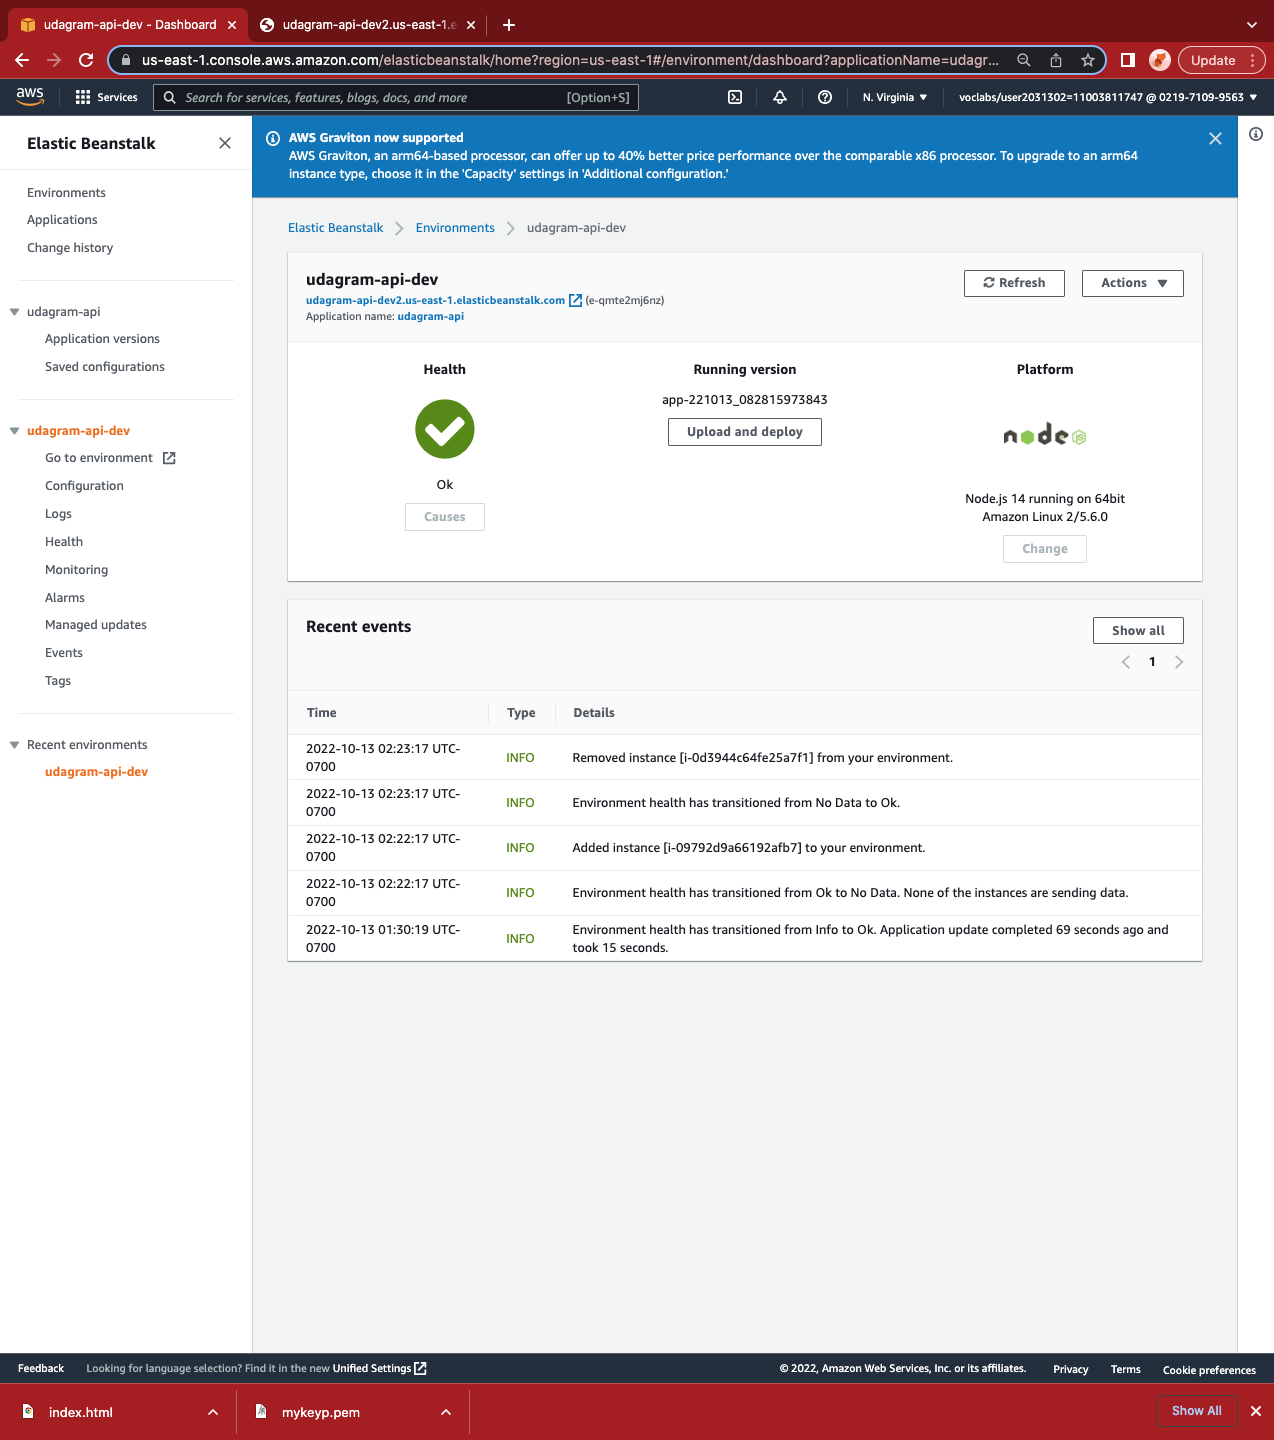 udagram-api-dev - Dashboard
udagram-api-dev2.us-east-1.e
us-east-1.console.aws.amazon.com/elasticbeanstalk/home?region=us-east-1#/environment/dashboard?applicationName=udagr...
Update
aws
Services
Search for services, features, blogs, docs, and more
[Option+S]
N. Virginia
voclabs/user2031302=11003811747 @ 0219-7109-9563
Elastic Beanstalk
Environments
Applications
Change history
udagram-api
Application versions
Saved configurations
udagram-api-dev
Go to environment
Configuration
Logs
Health
Monitoring
Alarms
Managed updates
Events
Tags
Recent environments
udagram-api-dev
AWS Graviton now supported
AWS Graviton, an arm64-based processor, can offer up to 40% better price performance over the comparable x86 processor. To upgrade to an arm64
instance type, choose it in the 'Capacity' settings in 'Additional configuration.'
Elastic Beanstalk
Environments
udagram-api-dev
udagram-api-dev
udagram-api-dev2.us-east-1.elasticbeanstalk.com (e-qmte2mj6nz)
Application name: udagram-api
Refresh
Actions
Health
Ok
Causes
Running version
app-221013_082815973843
Upload and deploy
Platform
node
JS
Node.js 14 running on 64bit
Amazon Linux 2/5.6.0
Change
Recent events
Show all
1
Time Type Details
2022-10-13 02:23:17 UTC-
0700
INFO
Removed instance [i-0d3944c64fe25a7f1] from your environment.
2022-10-13 02:23:17 UTC-
0700
INFO
Environment health has transitioned from No Data to Ok.
2022-10-13 02:22:17 UTC-
0700
INFO
Added instance [i-09792d9a66192afb7] to your environment.
2022-10-13 02:22:17 UTC-
0700
INFO
Environment health has transitioned from Ok to No Data. None of the instances are sending data.
2022-10-13 01:30:19 UTC-
0700
INFO
Environment health has transitioned from Info to Ok. Application update completed 69 seconds ago and
took 15 seconds.
Feedback
Looking for language selection? Find it in the new Unified Settings
© 2022, Amazon Web Services, Inc. or its affiliates.
Privacy
Terms
Cookie preferences
index.html
mykeyp.pem
Show All